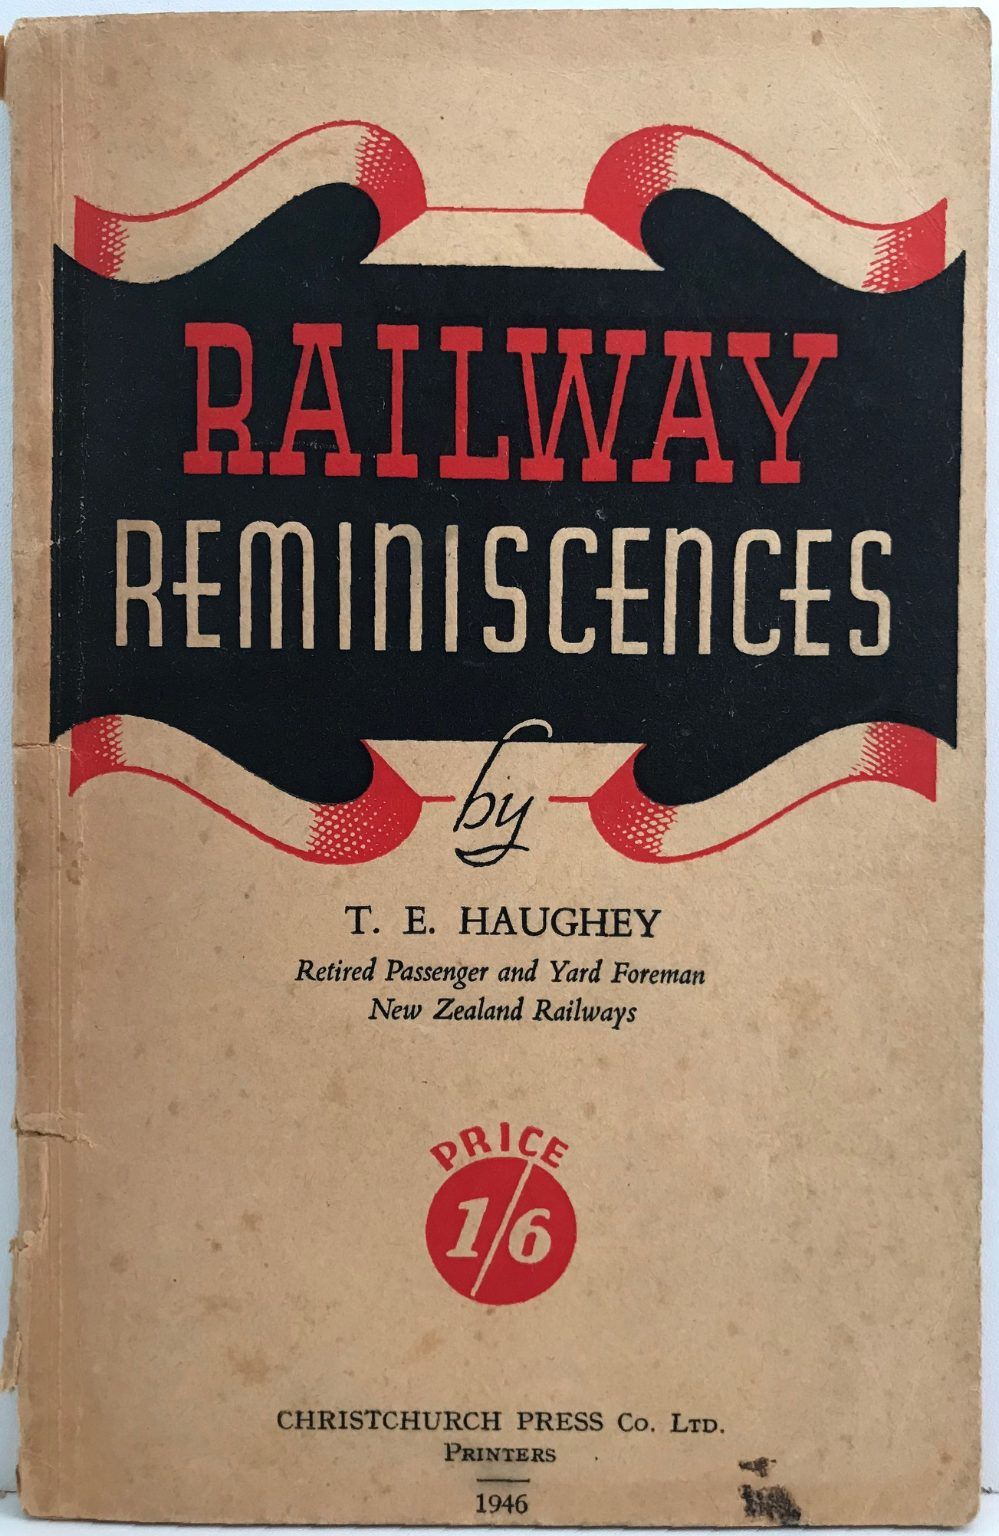 RAILWAY
REMINISCENCES
by
T. E. HAUGHEY
Retired Passenger and Yard Foreman
New Zealand Railways
PRICE
1/6
CHRISTCHURCH PRESS Co. Ltd.
Printers
1946